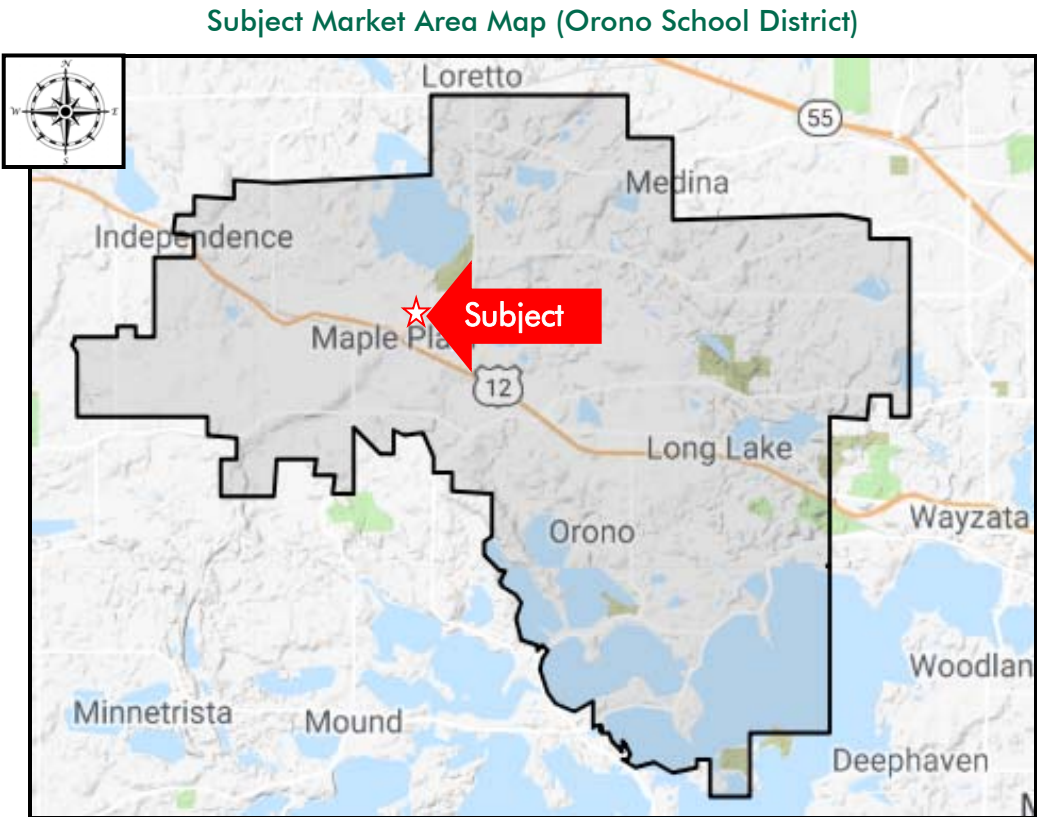 Subject Market Area Map (Orono School District)
N
W E
S
Loretto
55
Medina
Independence
Subject
Maple Pla
12
Long Lake
Wayzata
Orono
Woodlan
Minnetrista
Mound
Deephaven